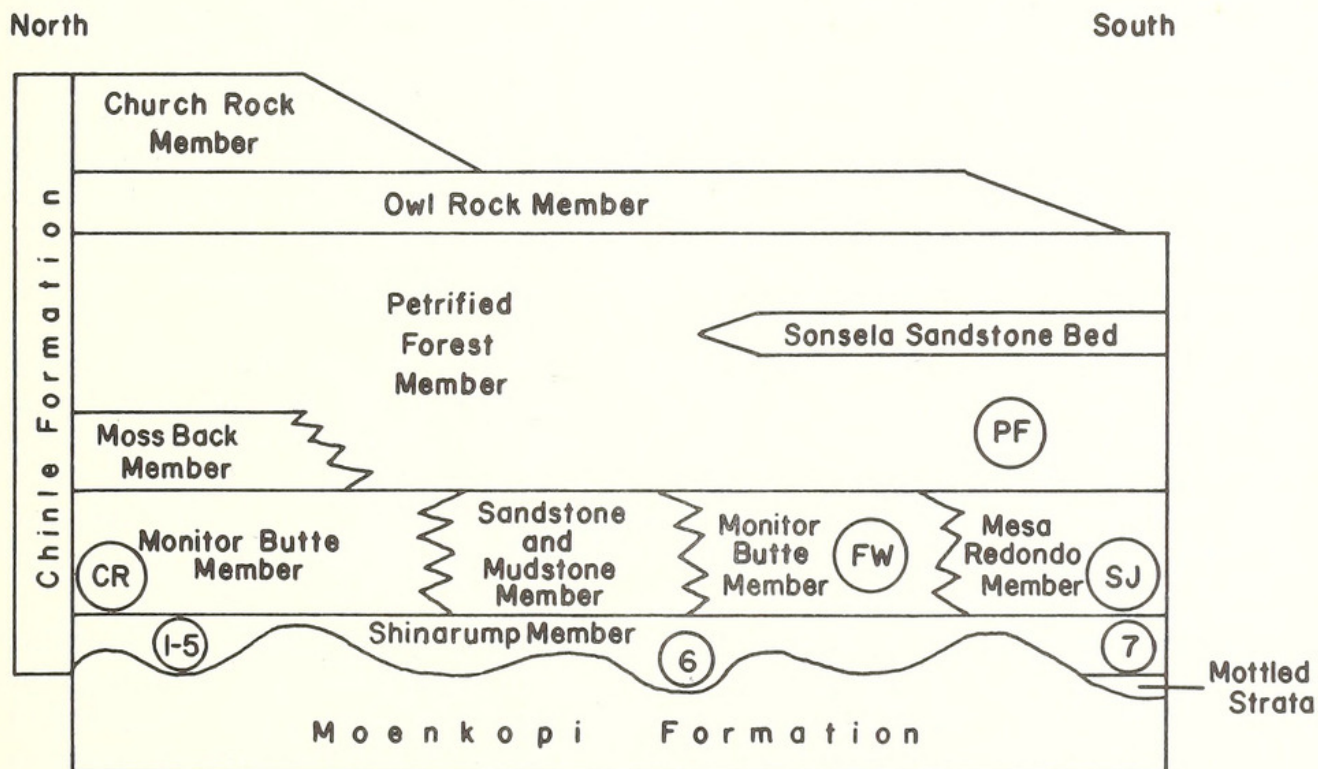 North
South
Church Rock
Member
Owl Rock Member
Chinle Formation
Petrified
Forest
Member
Sonsela Sandstone Bed
PF
Moss Back
Member
Monitor Butte
Member
CR
Sandstone
and
Mudstone
Member
Monitor
Butte
Member
FW
Mesa
Redondo
Member
SJ
Shinarump Member
1-5
6
7
Mottled
Strata
Moenkopi Formation